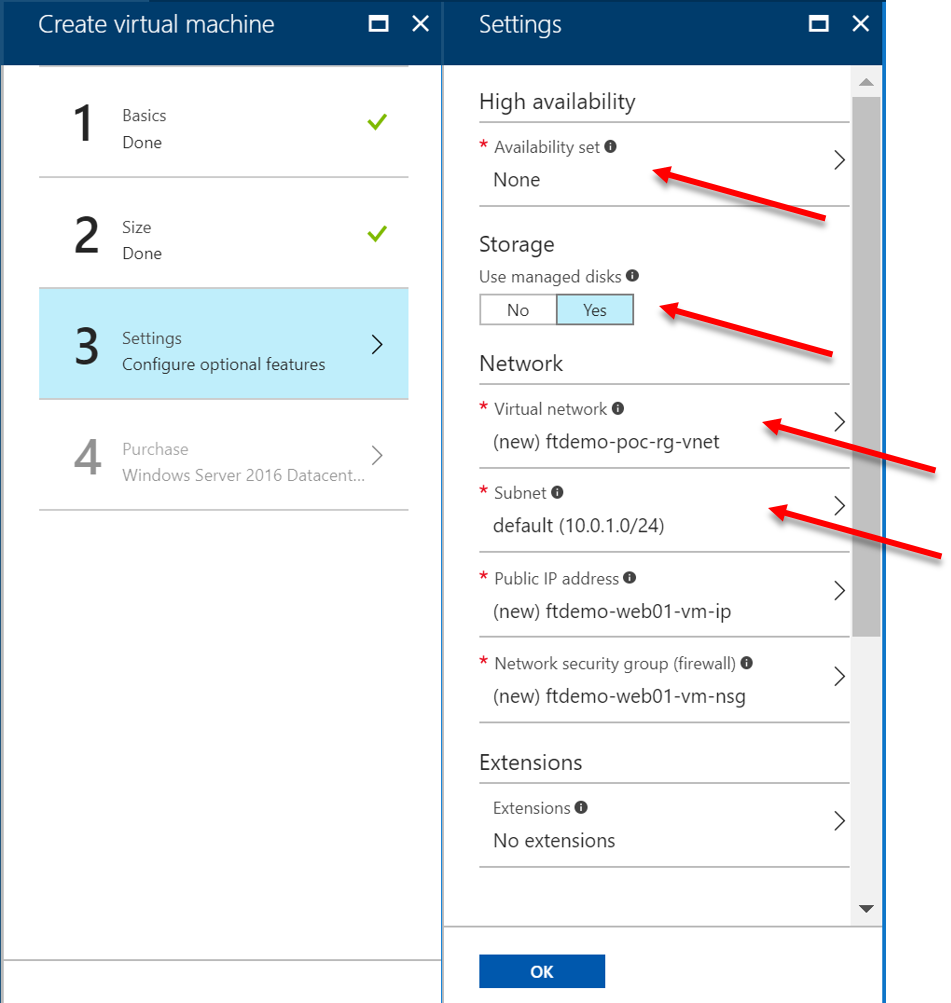 Create virtual machine
1
Basics
Done
2
Size
Done
3
Settings
Configure optional features
4
Purchase
Windows Server 2016 Datacent...
Settings
High availability
* Availability set
None
Storage
Use managed disks
No Yes
Network
* Virtual network
(new) ftdemo-poc-rg-vnet
* Subnet
default (10.0.1.0/24)
* Public IP address
(new) ftdemo-web01-vm-ip
* Network security group (firewall)
(new) ftdemo-web01-vm-nsg
Extensions
Extensions
No extensions
OK